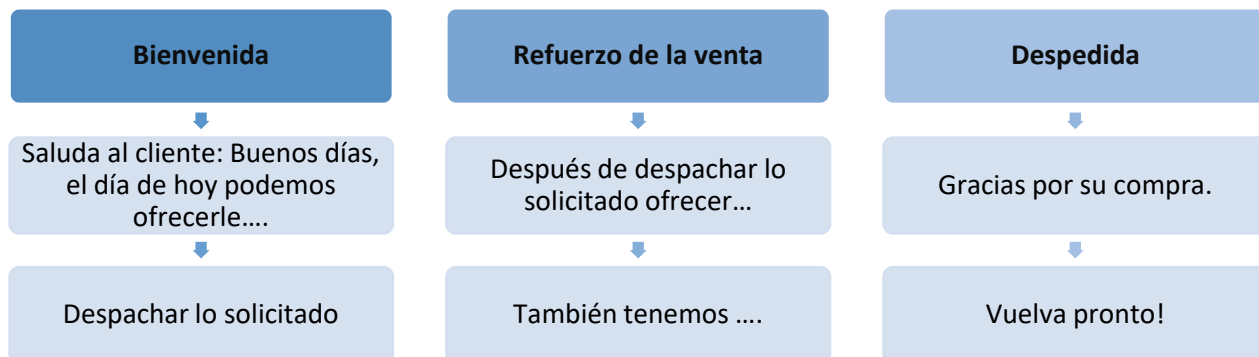 Bienvenida
Saluda al cliente: Buenos días,
el día de hoy podemos
ofrecerle....
Despachar lo solicitado
Refuerzo de la venta
Después de despachar lo
solicitado ofrecer...
También tenemos ....
Despedida
Gracias por su compra.
Vuelva pronto!